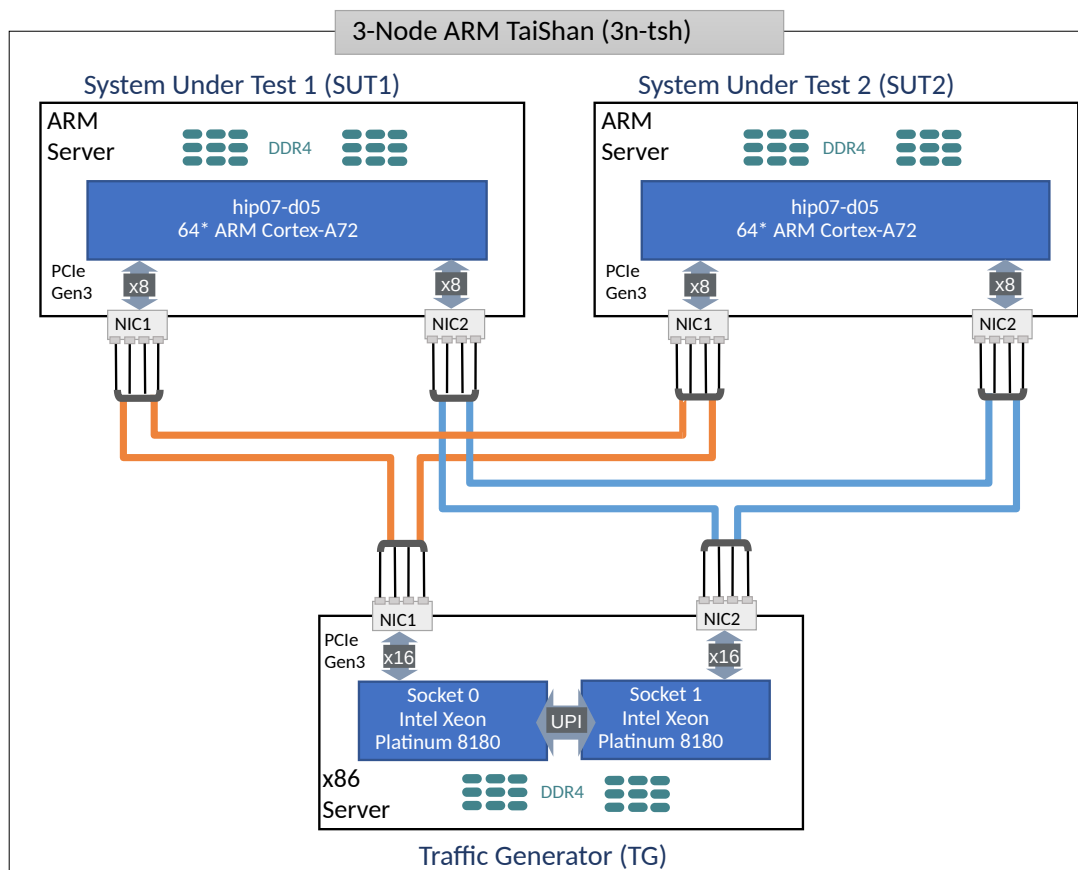 3-Node ARM TaiShan (3n-tsh)
System Under Test 1 (SUT1)
ARM
Server
DDR4
hip07-d05
64* ARM Cortex-A72
PCIe
Gen3
x8
x8
NIC1
NIC2
System Under Test 2 (SUT2)
ARM
Server
DDR4
hip07-d05
64* ARM Cortex-A72
PCIe
Gen3
x8
x8
NIC1
NIC2
NIC1
NIC2
PCIe
Gen3
x16
x16
Socket 0
Intel Xeon
Platinum 8180
UPI
Socket 1
Intel Xeon
Platinum 8180
x86
Server
DDR4
Traffic Generator (TG)